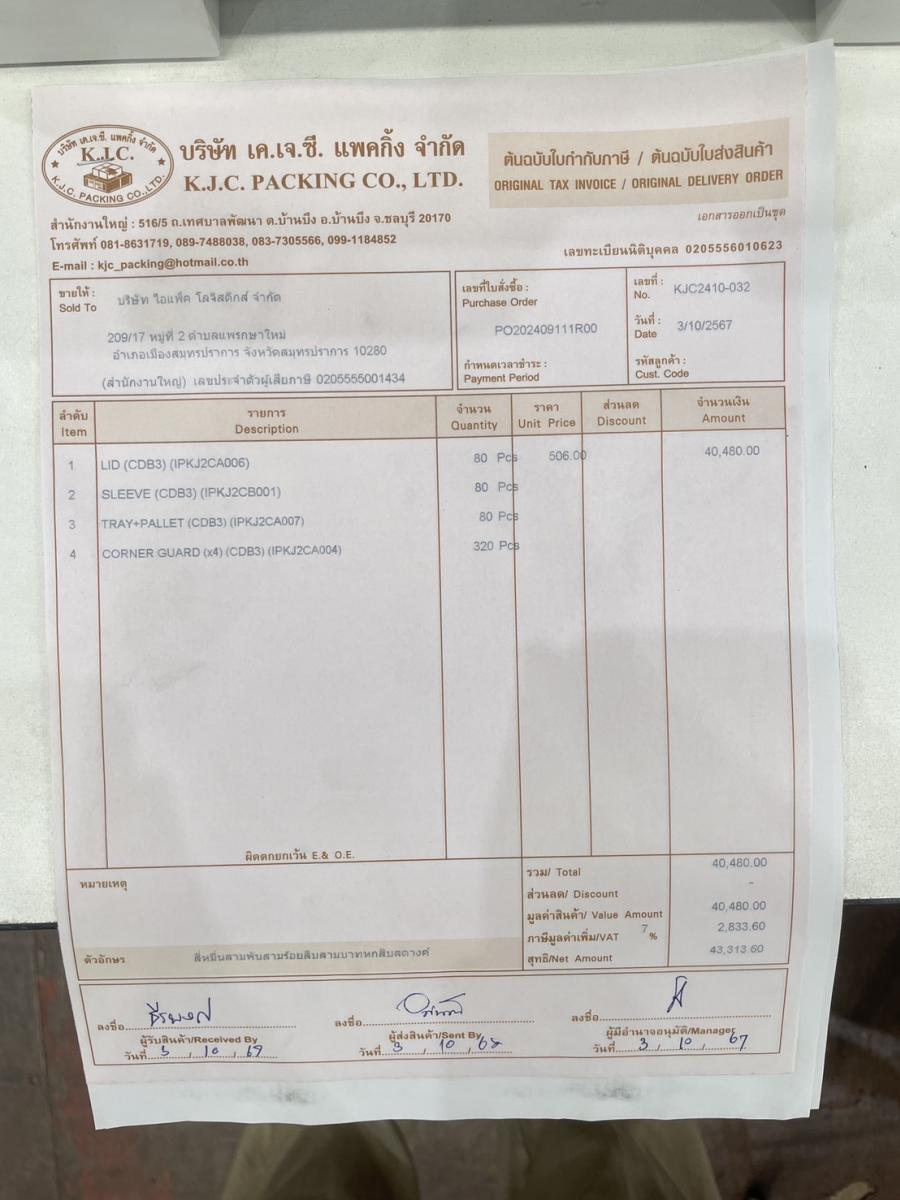 บริษัท เค.เจ.ซี. แพคกิ้ง จำกัด
K.J.C.
K.J.C. PACKING CO.,LTD.
บริษัท เค.เจ.ซี. แพคกิ้ง จำกัด
K.J.C. PACKING CO., LTD.
ต้นฉบับใบกำกับภาษี / ต้นฉบับใบส่งสินค้า
ORIGINAL TAX INVOICE / ORIGINAL DELIVERY ORDER
เอกสารออกเป็นชุด
สำนักงานใหญ่ : 516/5 ถ.เทศบาลพัฒนา ต.บ้านบึง อ.บ้านบึง จ.ชลบุรี 20170
โทรศัพท์ 081-8631719, 089-7488038, 083-7305566, 099-1184852
E-mail : kjc_packing@hotmail.co.th
เลขทะเบียนนิติบุคคล 0205556010623
ขายให้ : บริษัท ไอแพ็ค โลจิสติกส์ จำกัด
Sold To
209/17 หมู่ที่ 2 ตำบลแพรกษาใหม่
อำเภอเมืองสมุทรปราการ จังหวัดสมุทรปราการ 10280
(สำนักงานใหญ่) เลขประจำตัวผู้เสียภาษี 0205555001434
เลขที่ใบสั่งซื้อ :
Purchase Order
PO202409111R00
กำหนดเวลาชำระ :
Payment Period
เลขที่ : KJC2410-032
No.
วันที่ : 3/10/2567
Date
รหัสลูกค้า :
Cust. Code
ลำดับ รายการ จำนวน ราคา ส่วนลด จำนวนเงิน
Item Description Quantity Unit Price Discount Amount
1 LID (CDB3) (IPKJ2CA006) 80 Pcs 506.00 40,480.00
2 SLEEVE (CDB3) (IPKJ2CB001) 80 Pcs
3 TRAY+PALLET (CDB3) (IPKJ2CA007) 80 Pcs
4 CORNER GUARD (x4) (CDB3) (IPKJ2CA004) 320 Pcs
ผิดตกยกเว้น E.& O.E.
หมายเหตุ
รวม/ Total 40,480.00
ส่วนลด/ Discount -
มูลค่าสินค้า/ Value Amount 40,480.00
ภาษีมูลค่าเพิ่ม/VAT 7 % 2,833.60
สุทธิ/Net Amount 43,313.60
ตัวอักษร สี่หมื่นสามพันสามร้อยสิบสามบาทหกสิบสตางค์
ลงชื่อ ธีรพงศ์
ผู้รับสินค้า/Received By
วันที่ 3 / 10 / 67
ลงชื่อ
ผู้ส่งสินค้า/Sent By
วันที่ 3 / 10 / 67
ลงชื่อ
ผู้มีอำนาจอนุมัติ/Manager
วันที่ 3 / 10 / 67